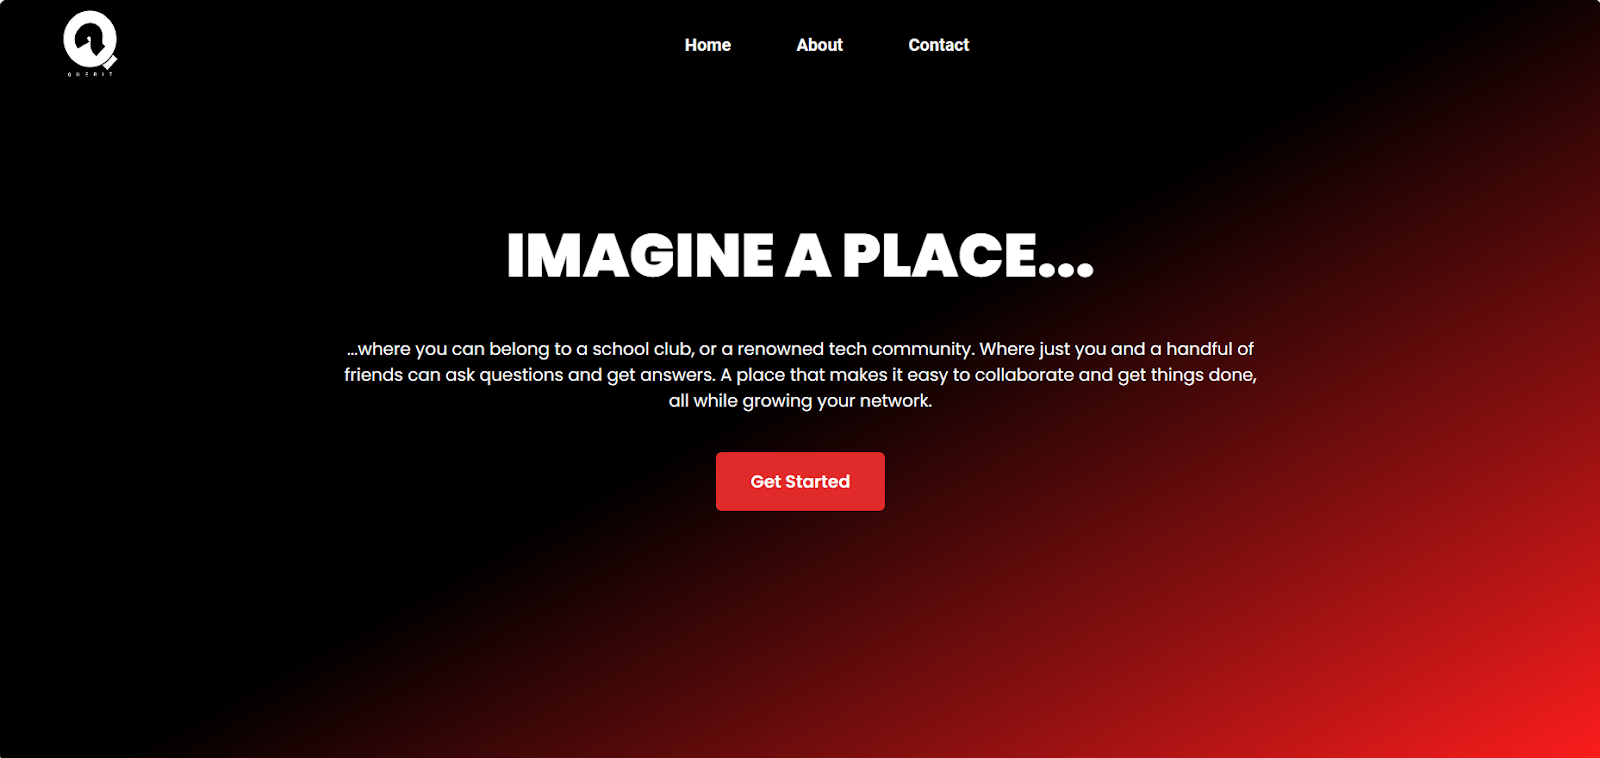 QUERIT
Home About Contact
IMAGINE A PLACE...
...where you can belong to a school club, or a renowned tech community. Where just you and a handful of
friends can ask questions and get answers. A place that makes it easy to collaborate and get things done,
all while growing your network.
Get Started